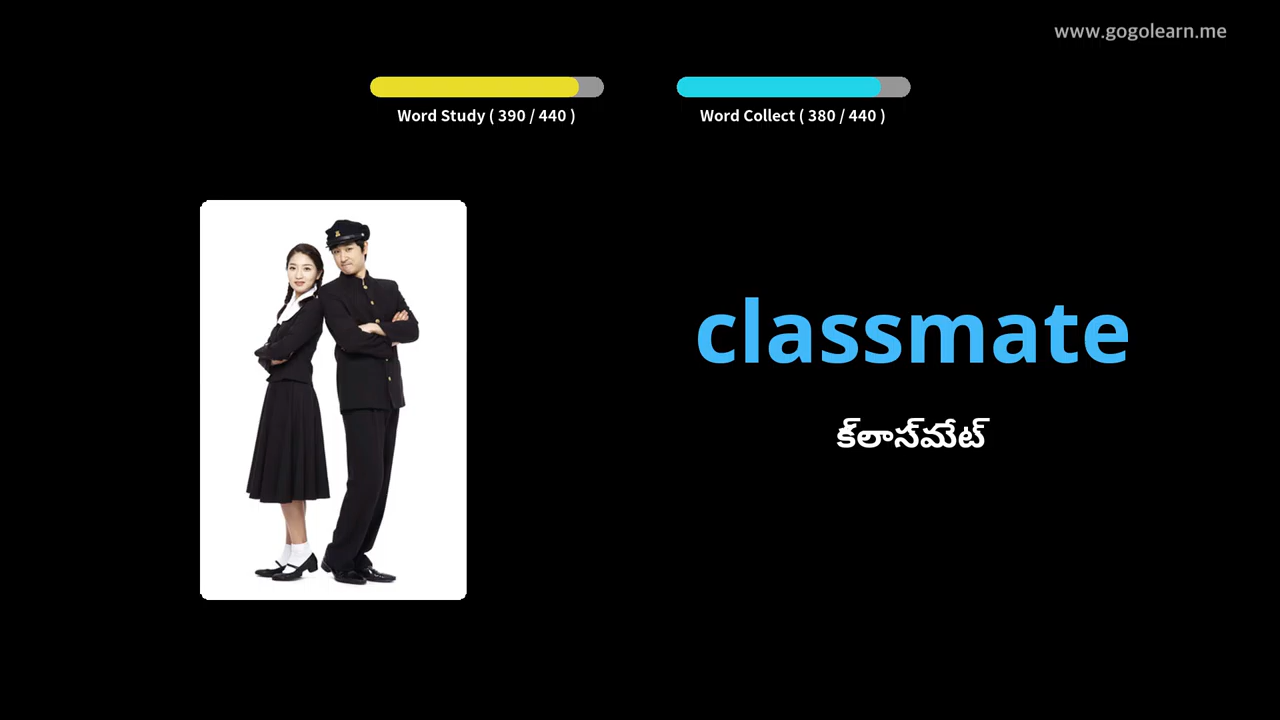 www.gogolearn.me
Word Study ( 390 / 440 )
Word Collect ( 380 / 440 )
classmate
క్‌లాస్‌మేట్